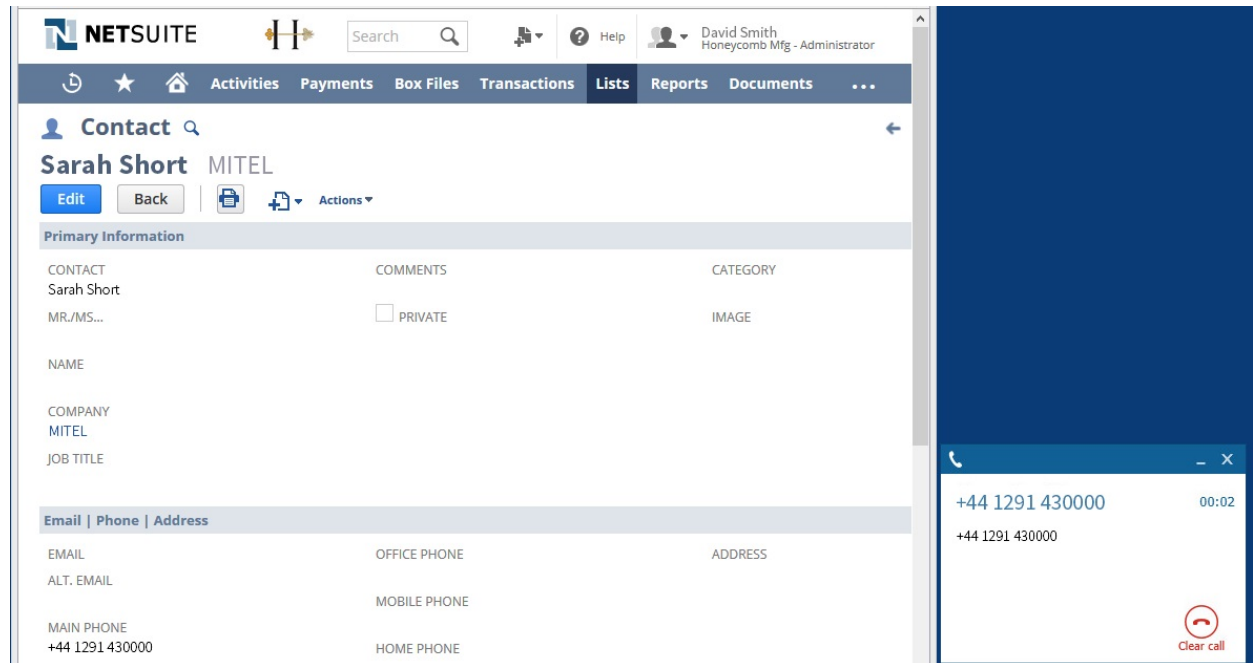 NETSUITE
Search
Help
David Smith
Honeycomb Mfg - Administrator
Activities Payments Box Files Transactions Lists Reports Documents ...
Contact
Sarah Short MITEL
Edit Back Actions
Primary Information
CONTACT COMMENTS CATEGORY
Sarah Short
MR./MS... PRIVATE IMAGE
NAME
COMPANY
MITEL
JOB TITLE
Email | Phone | Address
EMAIL OFFICE PHONE ADDRESS
ALT. EMAIL
MOBILE PHONE
MAIN PHONE
+44 1291 430000 HOME PHONE
+44 1291 430000 00:02
+44 1291 430000
Clear call